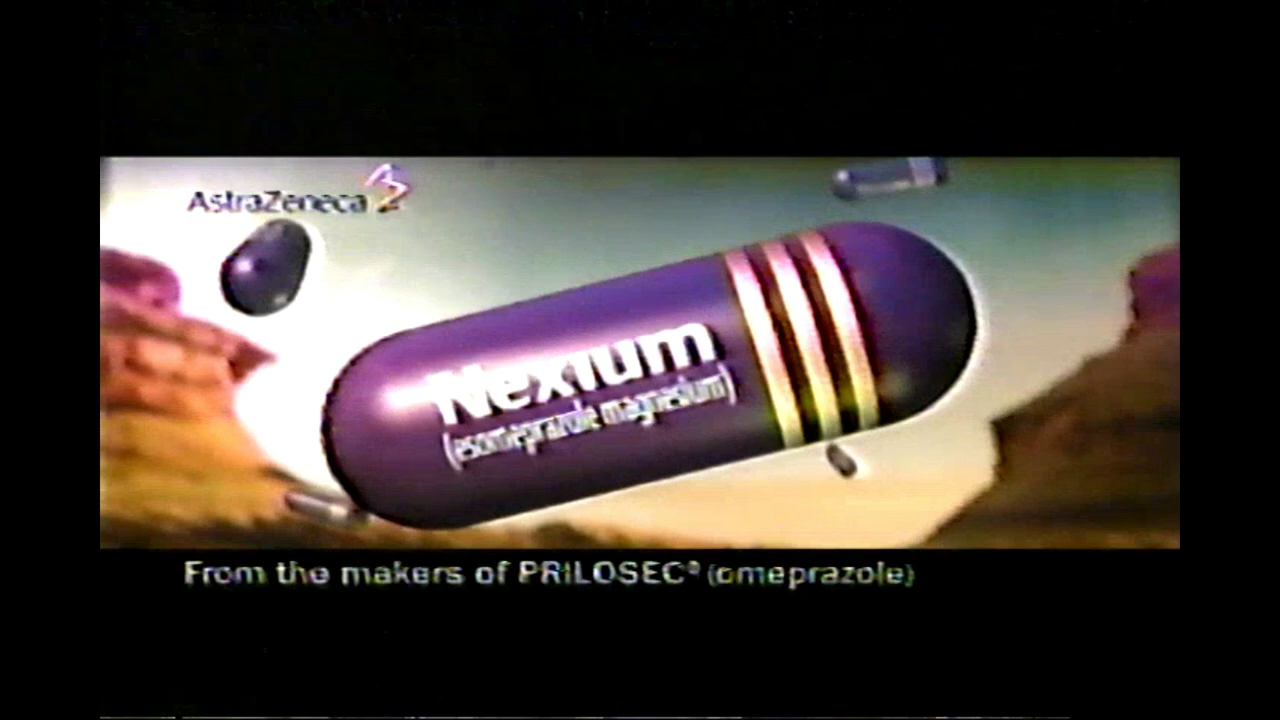 AstraZeneca
Nexium
(esomeprazole magnesium)
From the makers of PRILOSEC® (omeprazole)